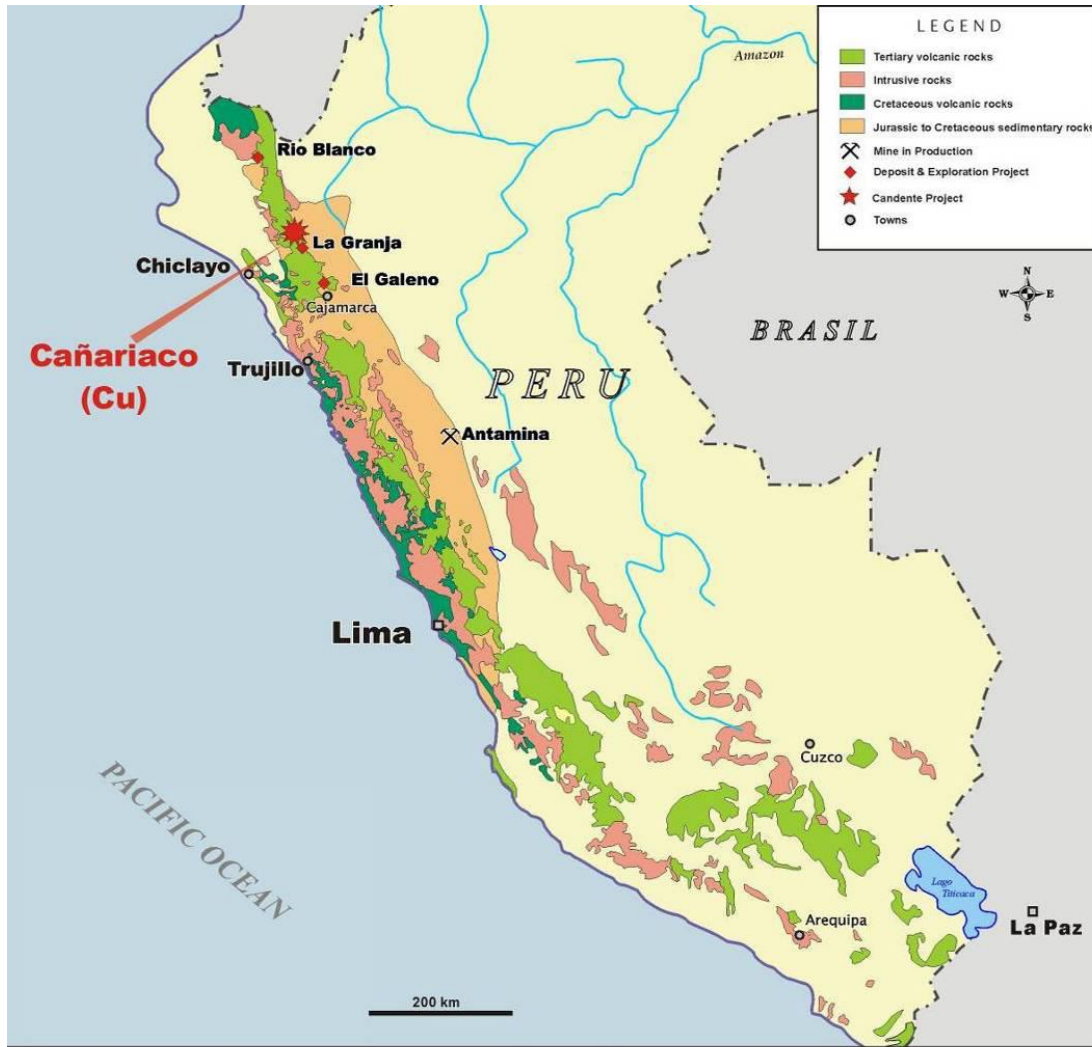 LEGEND
Tertiary volcanic rocks
Intrusive rocks
Cretaceous volcanic rocks
Jurassic to Cretaceous sedimentary rocks
Mine in Production
Deposit & Exploration Project
Candente Project
Towns
Amazon
Rio Blanco
La Granja
Chiclayo
El Galeno
Cajamarca
Cañariaco
(Cu)
Trujillo
N
W
E
S
BRASIL
PERU
Antamina
Lima
Cuzco
PACIFIC OCEAN
Lago
Titicaca
La Paz
Arequipa
200 km